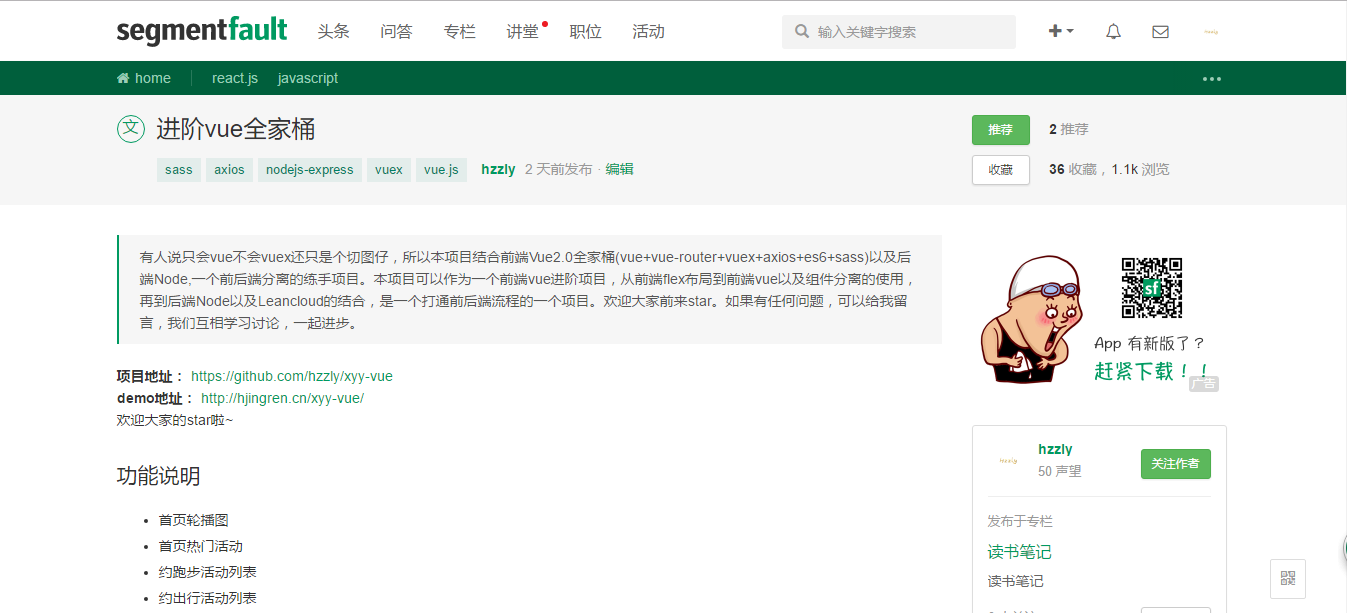 segmentfault 头条 问答 专栏 讲堂 职位 活动 输入关键字搜索
home react.js javascript
文 进阶vue全家桶
推荐 2 推荐
sass axios nodejs-express vuex vue.js hzzly 2 天前发布 · 编辑
收藏 36 收藏，1.1k 浏览
有人说只会vue不会vuex还只是个切图仔，所以本项目结合前端Vue2.0全家桶(vue+vue-router+vuex+axios+es6+sass)以及后
端Node,一个前后端分离的练手项目。本项目可以作为一个前端vue进阶项目，从前端flex布局到前端vue以及组件分离的使用，
再到后端Node以及Leancloud的结合，是一个打通前后端流程的一个项目。欢迎大家前来star。如果有任何问题，可以给我留
言，我们互相学习讨论，一起进步。
项目地址： https://github.com/hzzly/xyy-vue
demo地址： http://hjingren.cn/xyy-vue/
欢迎大家的star啦~
功能说明
首页轮播图
首页热门活动
约跑步活动列表
约出行活动列表
sf
App 有新版了？
赶紧下载！！
广告
hzzly
hzzly
50 声望
关注作者
发布于专栏
读书笔记
读书笔记